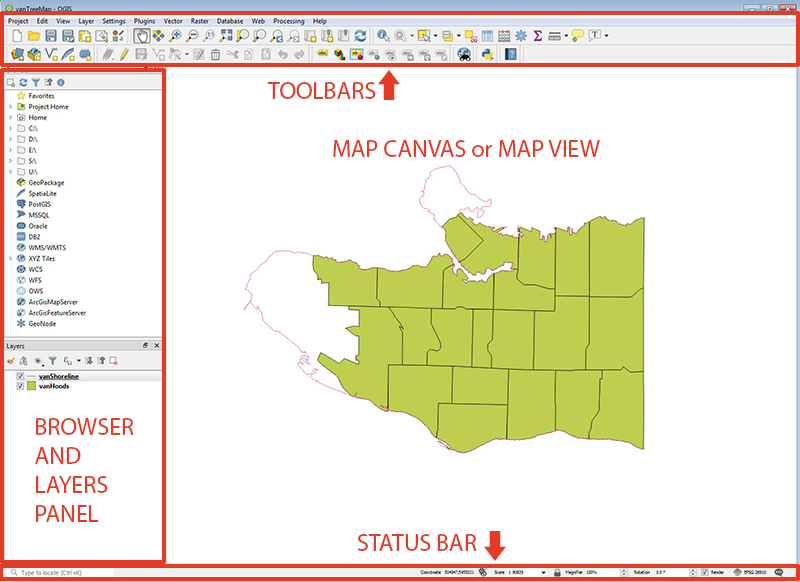 vanTreeMap - QGIS
Project Edit View Layer Settings Plugins Vector Raster Database Web Processing Help
TOOLBARS
MAP CANVAS or MAP VIEW
Favorites
Project Home
Home
C:\
D:\
E:\
S:\
U:\
GeoPackage
SpatiaLite
PostGIS
MSSQL
Oracle
DB2
WMS/WMTS
XYZ Tiles
WCS
WFS
OWS
ArcGisMapServer
ArcGisFeatureServer
GeoNode
Layers
vanShoreline
vanHoods
BROWSER
AND
LAYERS
PANEL
STATUS BAR
Type to locate (Ctrl+K) Coordinate Scale 1:90829 Magnifier 100% Rotation 0.0 ° Render EPSG:26910